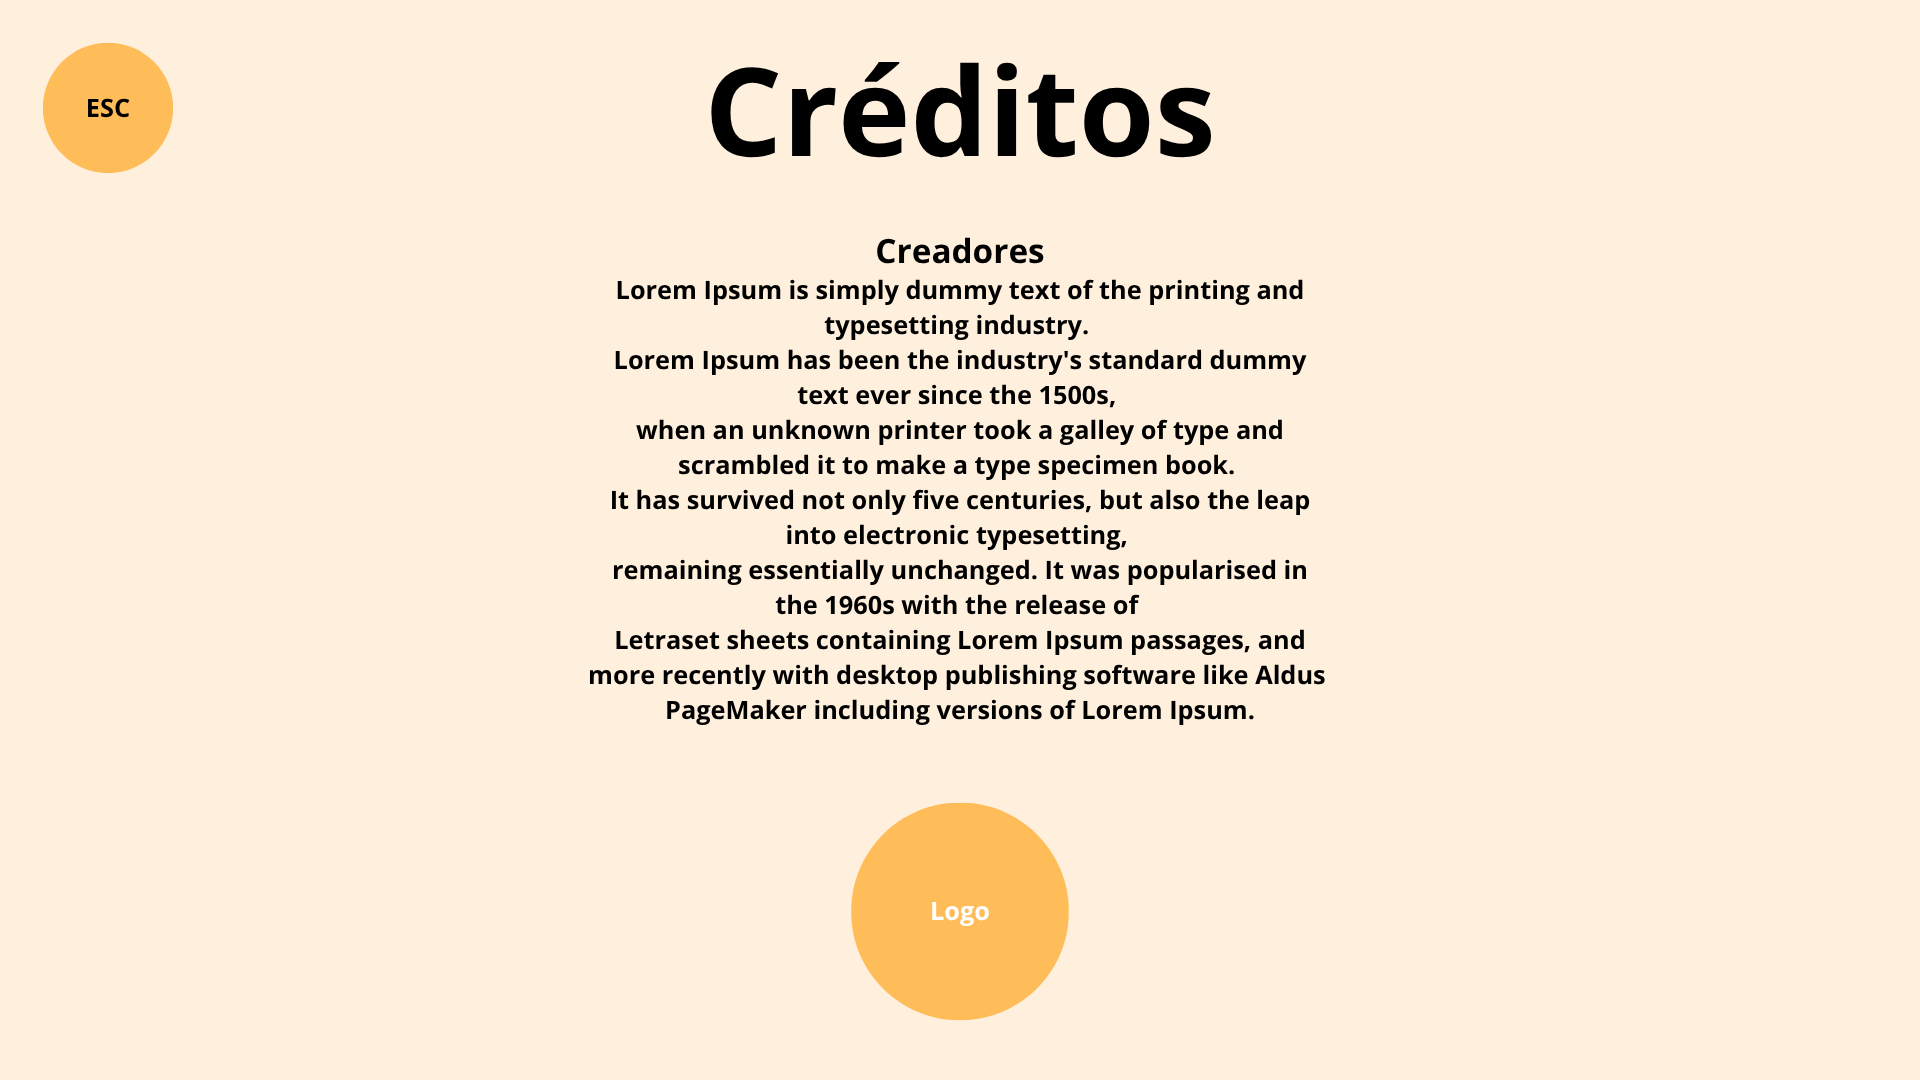 ESC
Créditos
Creadores
Lorem Ipsum is simply dummy text of the printing and
typesetting industry.
Lorem Ipsum has been the industry's standard dummy
text ever since the 1500s,
when an unknown printer took a galley of type and
scrambled it to make a type specimen book.
It has survived not only five centuries, but also the leap
into electronic typesetting,
remaining essentially unchanged. It was popularised in
the 1960s with the release of
Letraset sheets containing Lorem Ipsum passages, and
more recently with desktop publishing software like Aldus
PageMaker including versions of Lorem Ipsum.
Logo